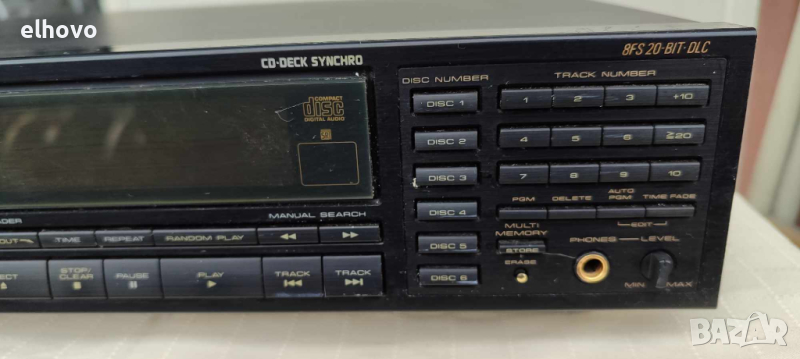 elhovo
CD-DECK SYNCHRO
8FS 20-BIT·DLC
COMPACT
disc
DIGITAL AUDIO
DISC NUMBER
TRACK NUMBER
DISC 1
1 2 3 +10
DISC 2
4 5 6 ≥20
DISC 3
7 8 9 10
PGM DELETE AUTO PGM TIME FADE
EDIT
DISC 4
MULTI
MEMORY
STORE
ERASE
DISC 5
DISC 6
PHONES LEVEL
MIN MAX
MANUAL SEARCH
OUT TIME REPEAT RANDOM PLAY ◀◀ ▶▶
STOP/
CLEAR PAUSE PLAY TRACK TRACK
BAZAR
bg